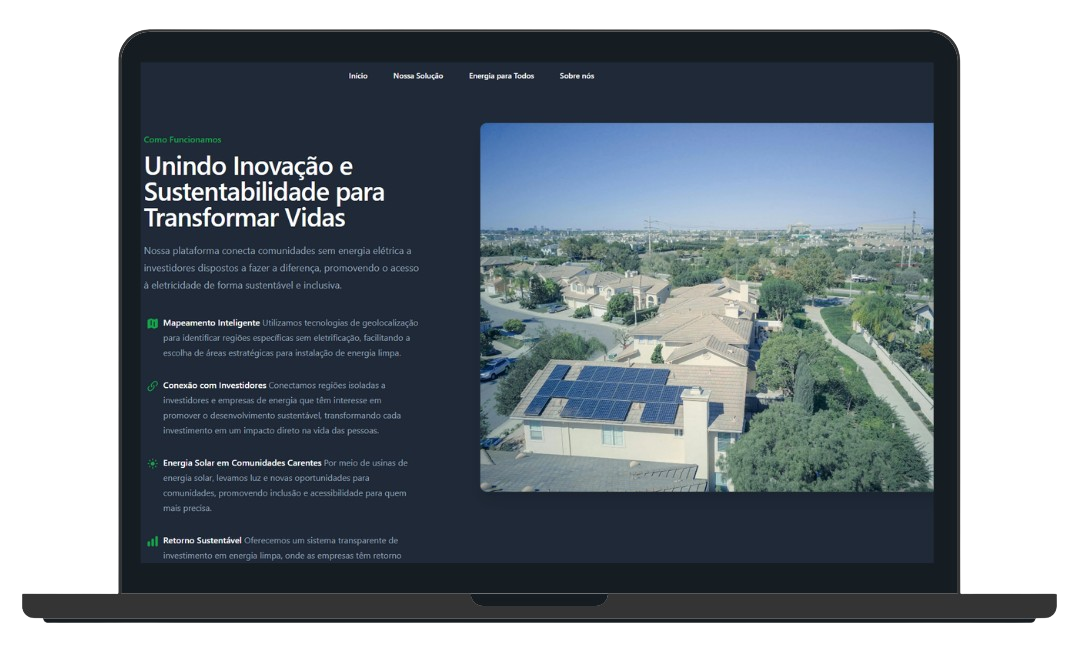 Início Nossa Solução Energia para Todos Sobre nós
Como Funcionamos
Unindo Inovação e
Sustentabilidade para
Transformar Vidas
Nossa plataforma conecta comunidades sem energia elétrica a
investidores dispostos a fazer a diferença, promovendo o acesso
à eletricidade de forma sustentável e inclusiva.
Mapeamento Inteligente Utilizamos tecnologias de geolocalização
para identificar regiões específicas sem eletrificação, facilitando a
escolha de áreas estratégicas para instalação de energia limpa.
Conexão com Investidores Conectamos regiões isoladas a
investidores e empresas de energia que têm interesse em
promover o desenvolvimento sustentável, transformando cada
investimento em um impacto direto na vida das pessoas.
Energia Solar em Comunidades Carentes Por meio de usinas de
energia solar, levamos luz e novas oportunidades para
comunidades, promovendo inclusão e acessibilidade para quem
mais precisa.
Retorno Sustentável Oferecemos um sistema transparente de
investimento em energia limpa, onde as empresas têm retorno